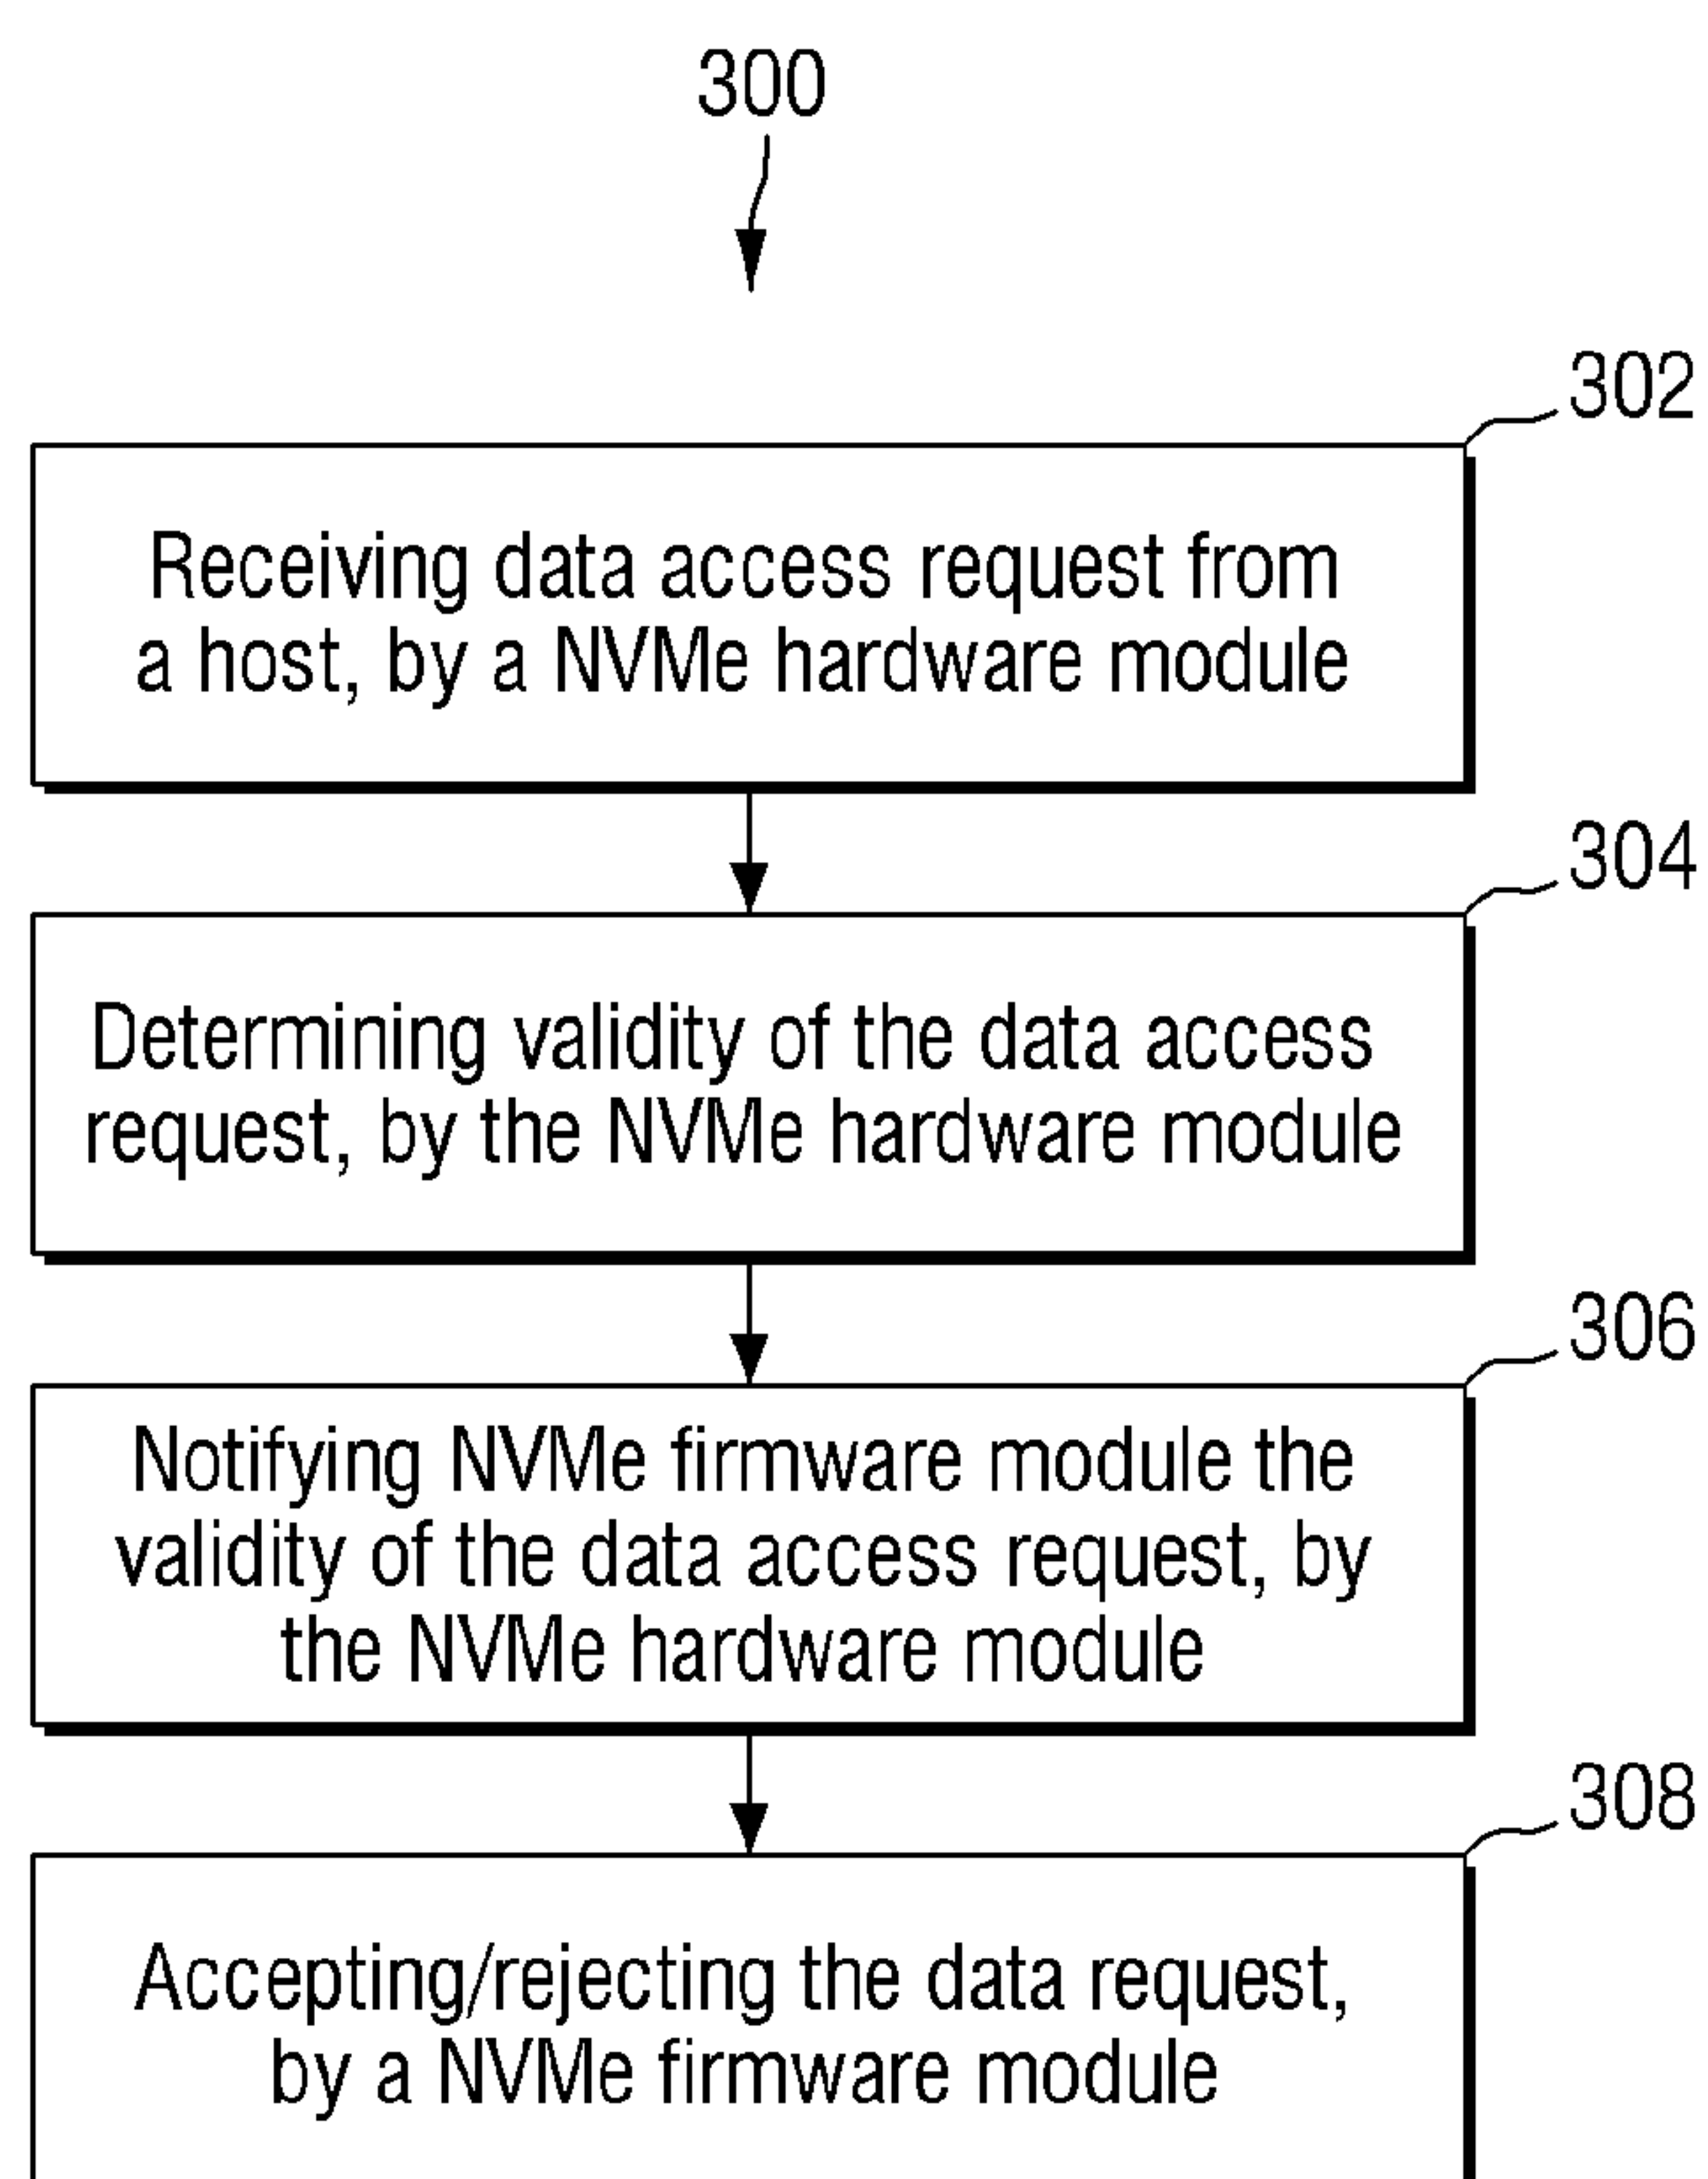 300
302
Receiving data access request from
a host, by a NVMe hardware module
304
Determining validity of the data access
request, by the NVMe hardware module
306
Notifying NVMe firmware module the
validity of the data access request, by
the NVMe hardware module
308
Accepting/rejecting the data request,
by a NVMe firmware module